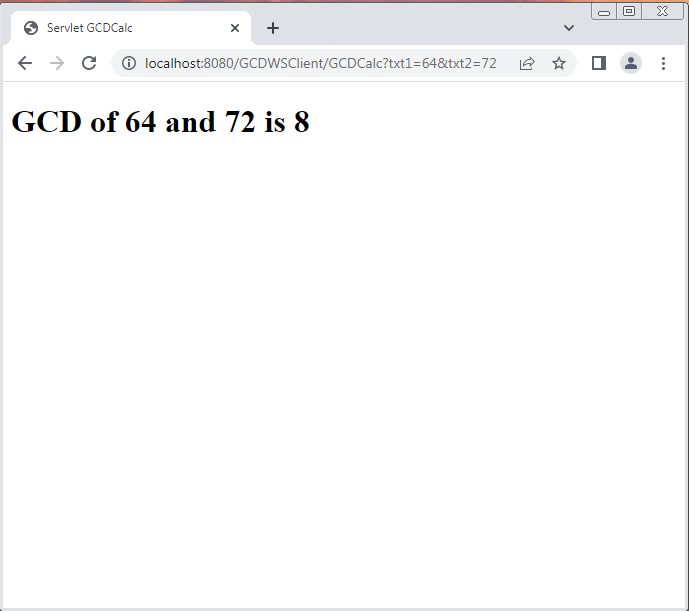 Servlet GCDCalc
localhost:8080/GCDWSClient/GCDCalc?txt1=64&txt2=72
GCD of 64 and 72 is 8